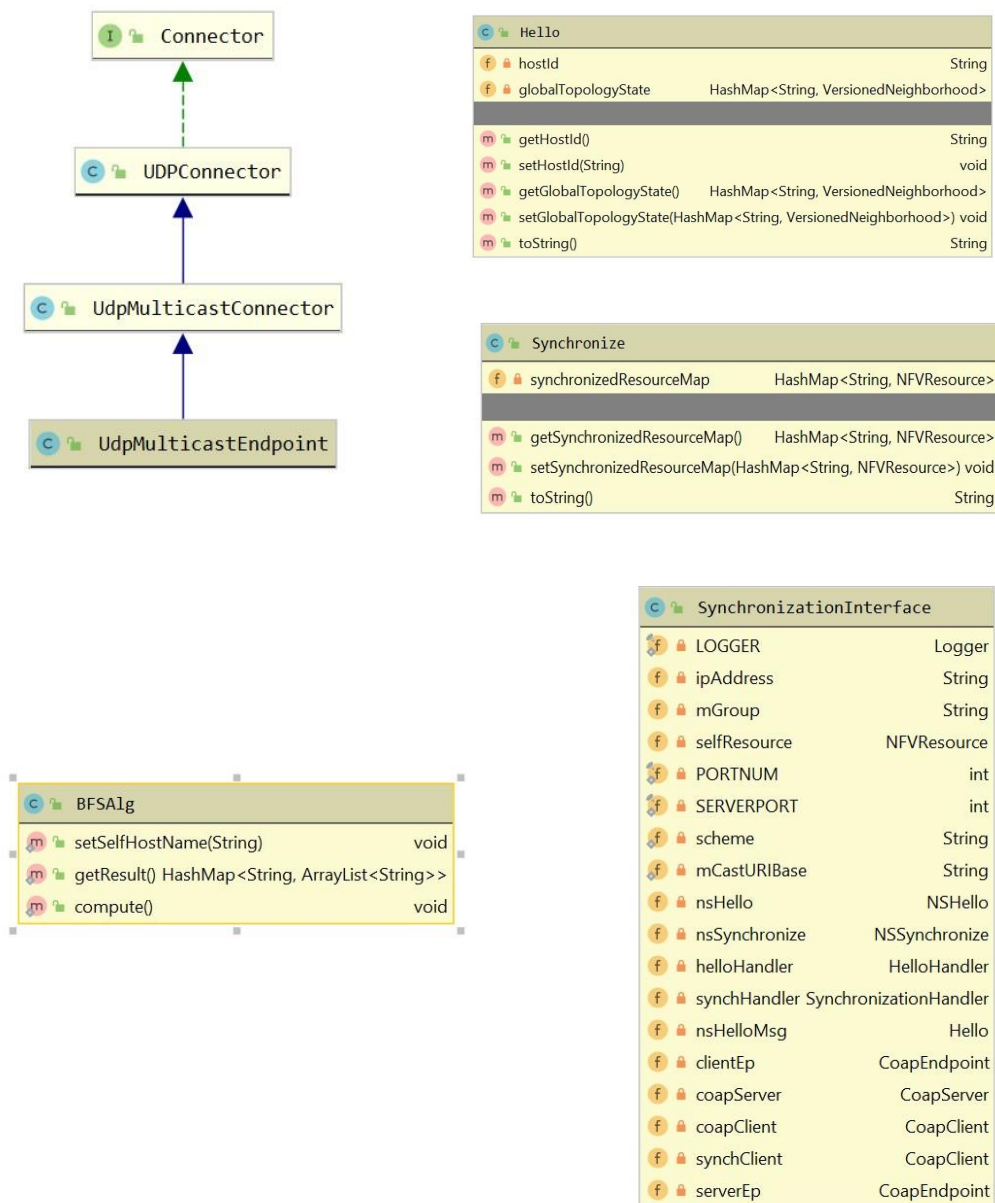 Connector
UDPConnector
UdpMulticastConnector
UdpMulticastEndpoint
Hello
hostId String
globalTopologyState HashMap<String, VersionedNeighborhood>
getHostId() String
setHostId(String) void
getGlobalTopologyState() HashMap<String, VersionedNeighborhood>
setGlobalTopologyState(HashMap<String, VersionedNeighborhood>) void
toString() String
Synchronize
synchronizedResourceMap HashMap<String, NFVResource>
getSynchronizedResourceMap() HashMap<String, NFVResource>
setSynchronizedResourceMap(HashMap<String, NFVResource>) void
toString() String
BFSAlg
setSelfHostName(String) void
getResult() HashMap<String, ArrayList<String>>
compute() void
SynchronizationInterface
LOGGER Logger
ipAddress String
mGroup String
selfResource NFVResource
PORTNUM int
SERVERPORT int
scheme String
mCastURIBase String
nsHello NSHello
nsSynchronize NSSynchronize
helloHandler HelloHandler
synchHandler SynchronizationHandler
nsHelloMsg Hello
clientEp CoapEndpoint
coapServer CoapServer
coapClient CoapClient
synchClient CoapClient
serverEp CoapEndpoint